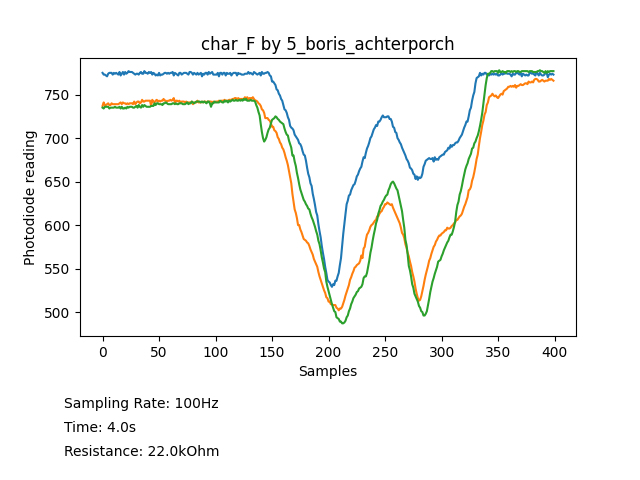 char_F by 5_boris_achterporch
Photodiode reading
750
700
650
600
550
500
0 50 100 150 200 250 300 350 400
Samples
Sampling Rate: 100Hz
Time: 4.0s
Resistance: 22.0kOhm